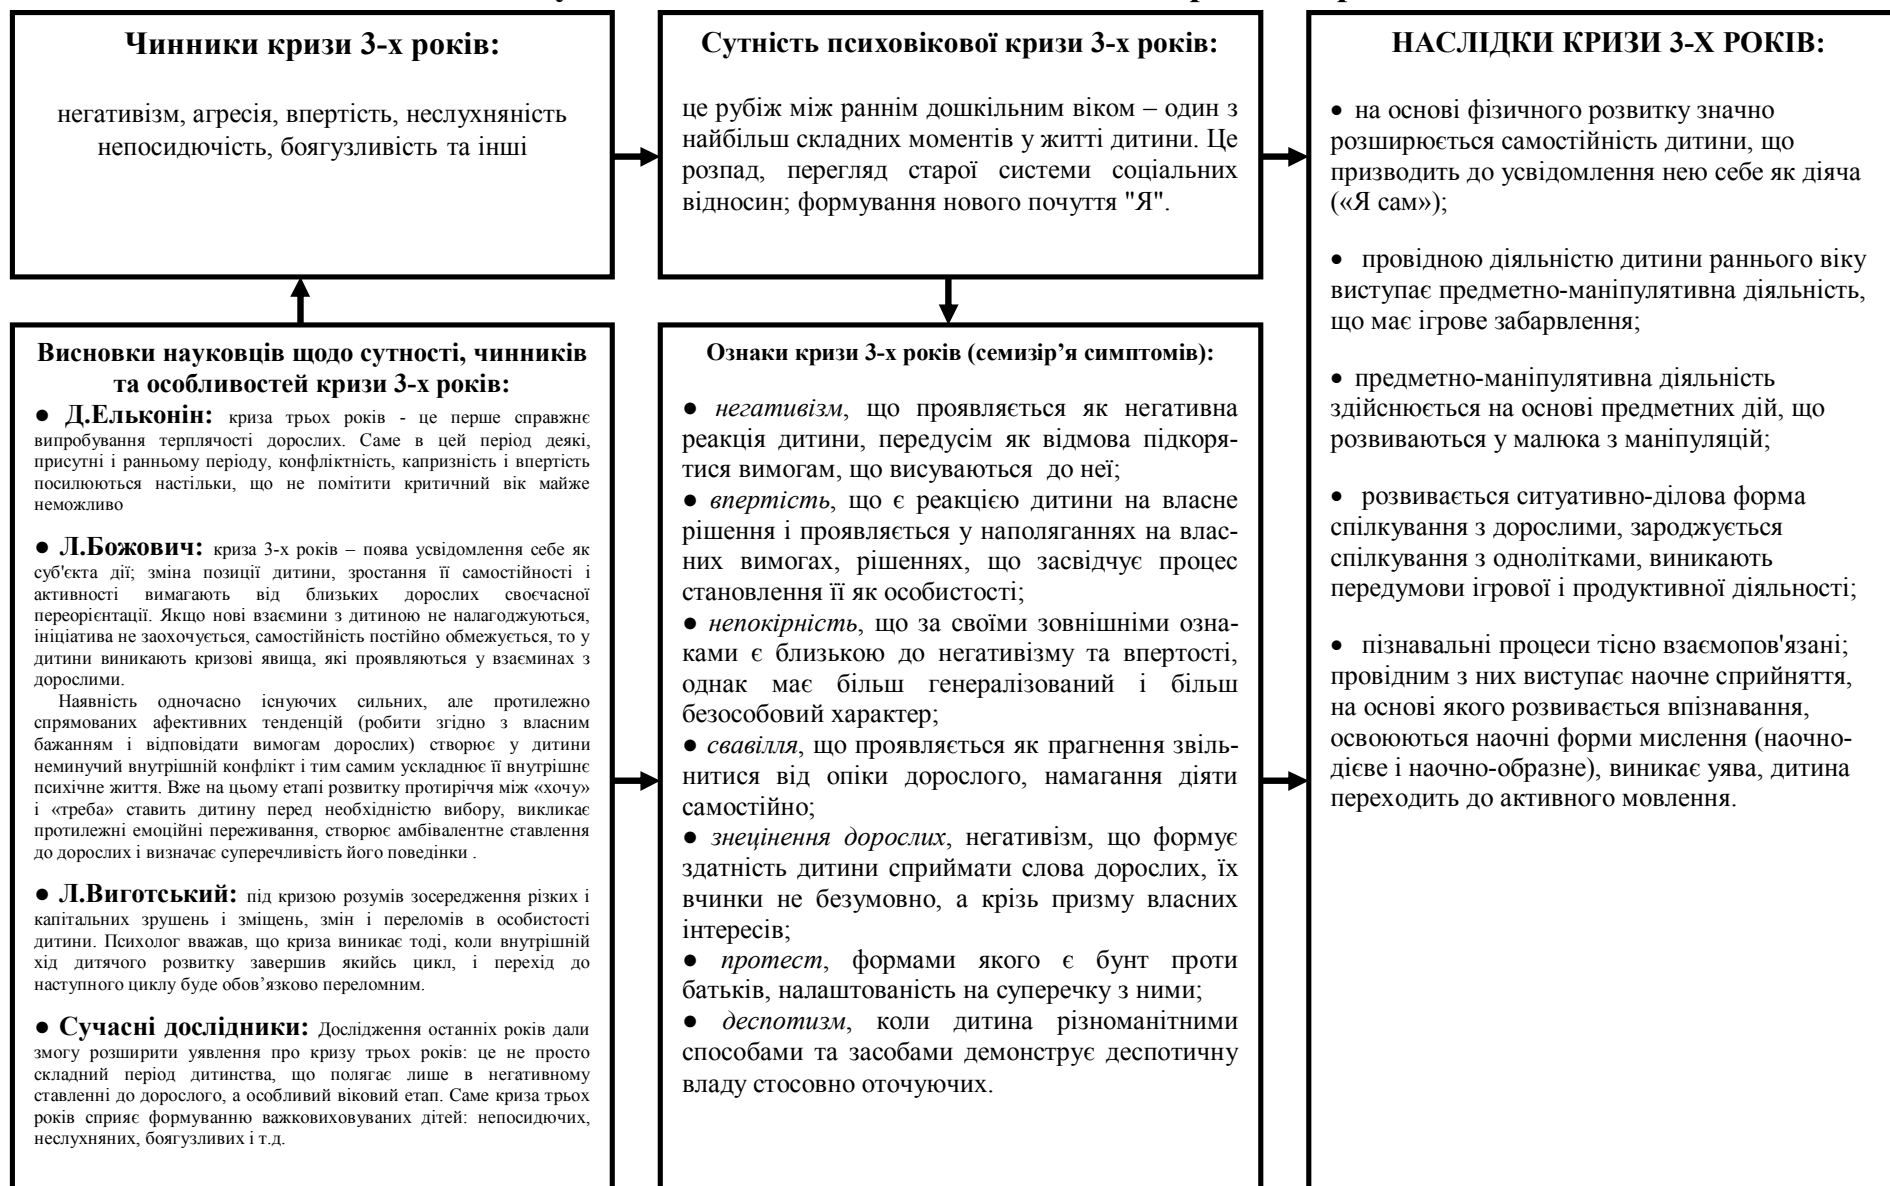 Чинники кризи 3-х років:
негативізм, агресія, впертість, неслухняність
непосидючість, боягузливість та інші
Сутність психовікової кризи 3-х років:
це рубіж між раннім дошкільним віком – один з
найбільш складних моментів у житті дитини. Це
розпад, перегляд старої системи соціальних
відносин; формування нового почуття "Я".
Висновки науковців щодо сутності, чинників
та особливостей кризи 3-х років:
● Д.Ельконін: криза трьох років - це перше справжнє
випробування терплячості дорослих. Саме в цей період деякі,
присутні і ранньому періоду, конфліктність, капризність і впертість
посилюються настільки, що не помітити критичний вік майже
неможливо
● Л.Божович: криза 3-х років – поява усвідомлення себе як
суб'єкта дії; зміна позиції дитини, зростання її самостійності і
активності вимагають від близьких дорослих своєчасної
переорієнтації. Якщо нові взаємини з дитиною не налагоджуються,
ініціатива не заохочується, самостійність постійно обмежується, то у
дитини виникають кризові явища, які проявляються у взаєминах з
дорослими.
Наявність одночасно існуючих сильних, але протилежно
спрямованих афективних тенденцій (робити згідно з власним
бажанням і відповідати вимогам дорослих) створює у дитини
неминучий внутрішній конфлікт і тим самим ускладнює її внутрішнє
психічне життя. Вже на цьому етапі розвитку протиріччя між «хочу»
і «треба» ставить дитину перед необхідністю вибору, викликає
протилежні емоційні переживання, створює амбівалентне ставлення
до дорослих і визначає суперечливість його поведінки .
● Л.Виготський: під кризою розумів зосередження різких і
капітальних зрушень і зміщень, змін і переломів в особистості
дитини. Психолог вважав, що криза виникає тоді, коли внутрішній
хід дитячого розвитку завершив якийсь цикл, і перехід до
наступного циклу буде обов’язково переломним.
● Сучасні дослідники: Дослідження останніх років дали
змогу розширити уявлення про кризу трьох років: це не просто
складний період дитинства, що полягає лише в негативному
ставленні до дорослого, а особливий віковий етап. Саме криза трьох
років сприяє формуванню важковиховуваних дітей: непосидючих,
неслухняних, боягузливих і т.д.
Ознаки кризи 3-х років (семизір’я симптомів):
● негативізм, що проявляється як негативна
реакція дитини, передусім як відмова підкоря-
тися вимогам, що висуваються до неї;
● впертість, що є реакцією дитини на власне
рішення і проявляється у наполяганнях на влас-
них вимогах, рішеннях, що засвідчує процес
становлення її як особистості;
● непокірність, що за своїми зовнішніми озна-
ками є близькою до негативізму та впертості,
однак має більш генералізований і більш
безособовий характер;
● свавілля, що проявляється як прагнення звіль-
нитися від опіки дорослого, намагання діяти
самостійно;
● знецінення дорослих, негативізм, що формує
здатність дитини сприймати слова дорослих, їх
вчинки не безумовно, а крізь призму власних
інтересів;
● протест, формами якого є бунт проти
батьків, налаштованість на суперечку з ними;
● деспотизм, коли дитина різноманітними
способами та засобами демонструє деспотичну
владу стосовно оточуючих.
НАСЛІДКИ КРИЗИ 3-Х РОКІВ:
• на основі фізичного розвитку значно
розширюється самостійність дитини, що
призводить до усвідомлення нею себе як діяча
(«Я сам»);
• провідною діяльністю дитини раннього віку
виступає предметно-маніпулятивна діяльність,
що має ігрове забарвлення;
• предметно-маніпулятивна діяльність
здійснюється на основі предметних дій, що
розвиваються у малюка з маніпуляцій;
• розвивається ситуативно-ділова форма
спілкування з дорослими, зароджується
спілкування з однолітками, виникають
передумови ігрової і продуктивної діяльності;
• пізнавальні процеси тісно взаємопов'язані;
провідним з них виступає наочне сприйняття,
на основі якого розвивається впізнавання,
освоюються наочні форми мислення (наочно-
дієве і наочно-образне), виникає уява, дитина
переходить до активного мовлення.